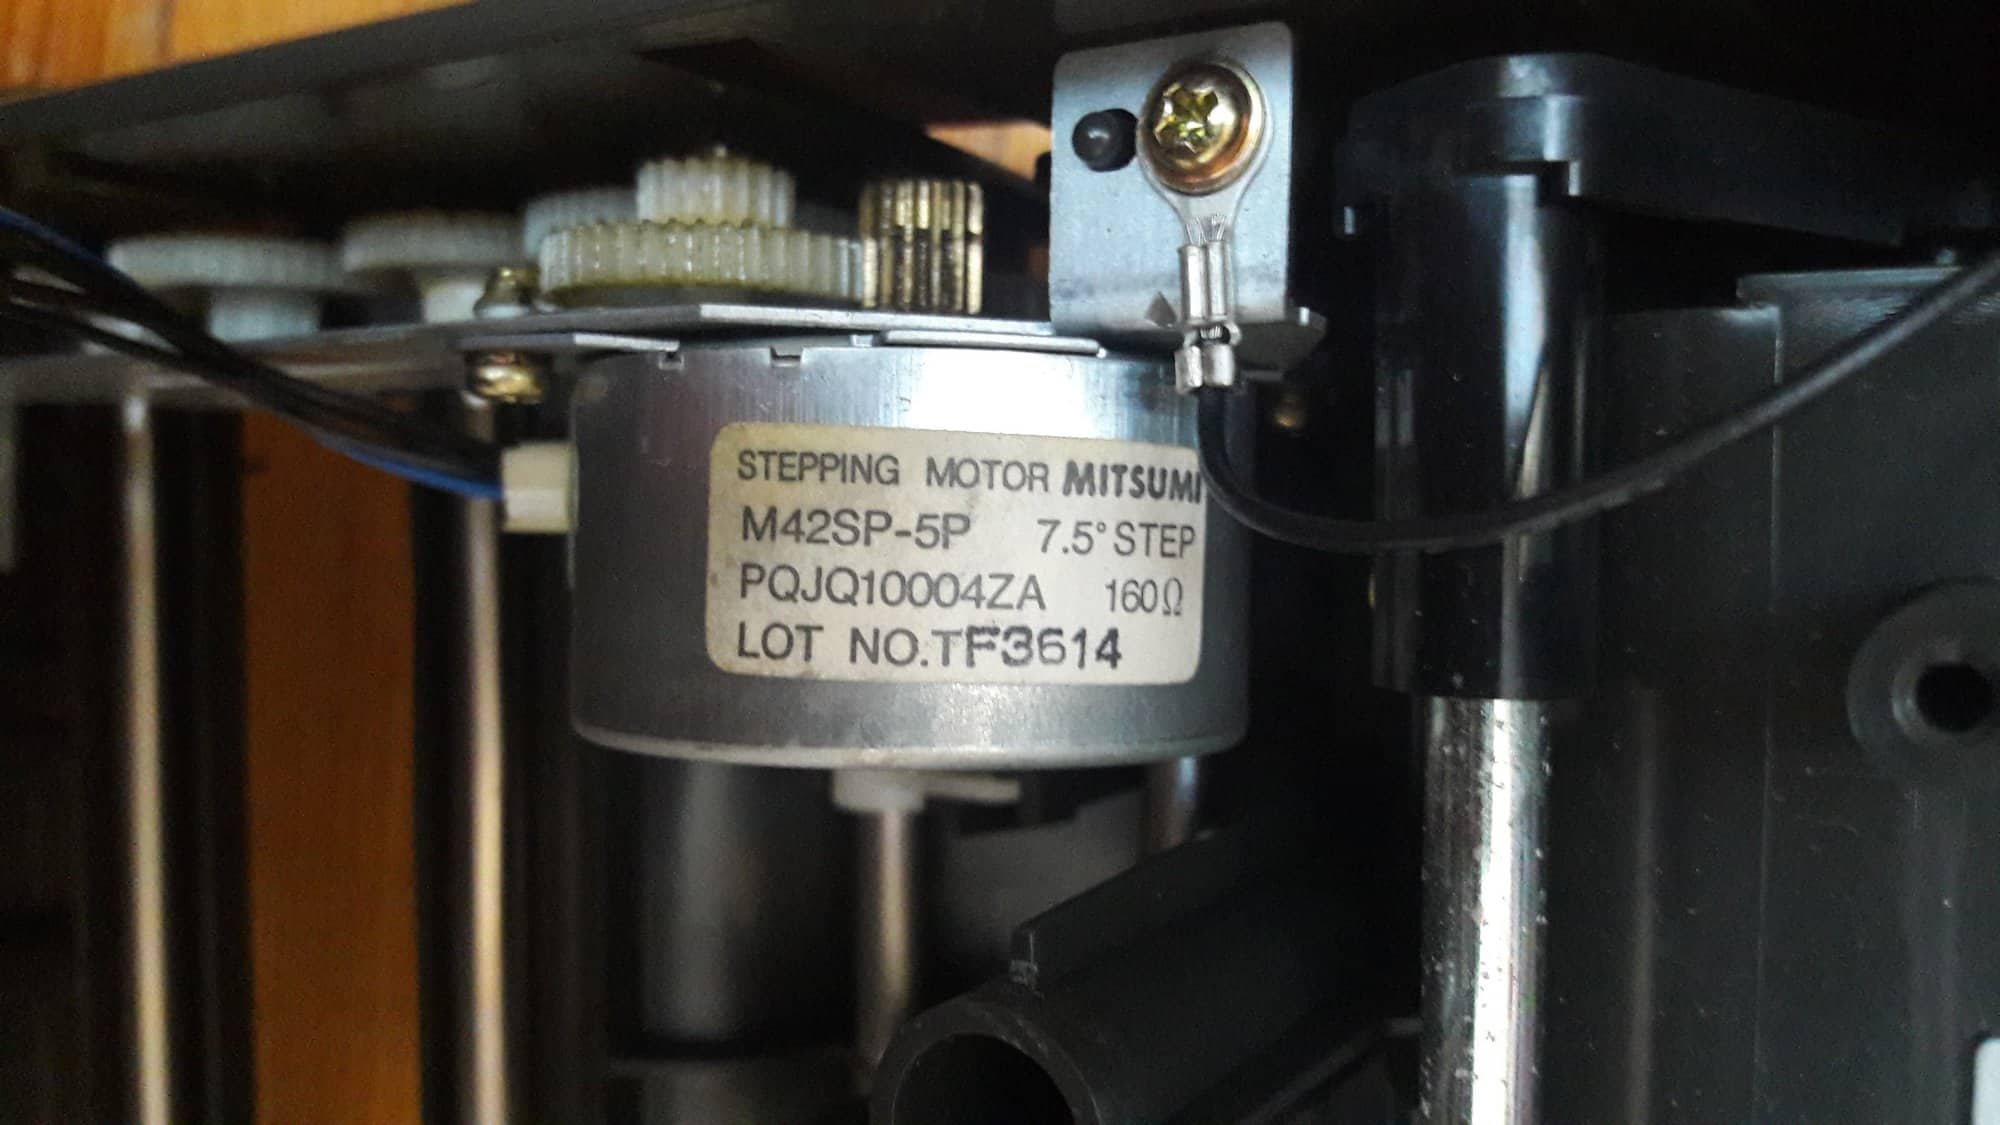 STEPPING MOTOR MITSUMI
M42SP-5P 7.5° STEP
PQJQ10004ZA 160Ω
LOT NO.TF3614